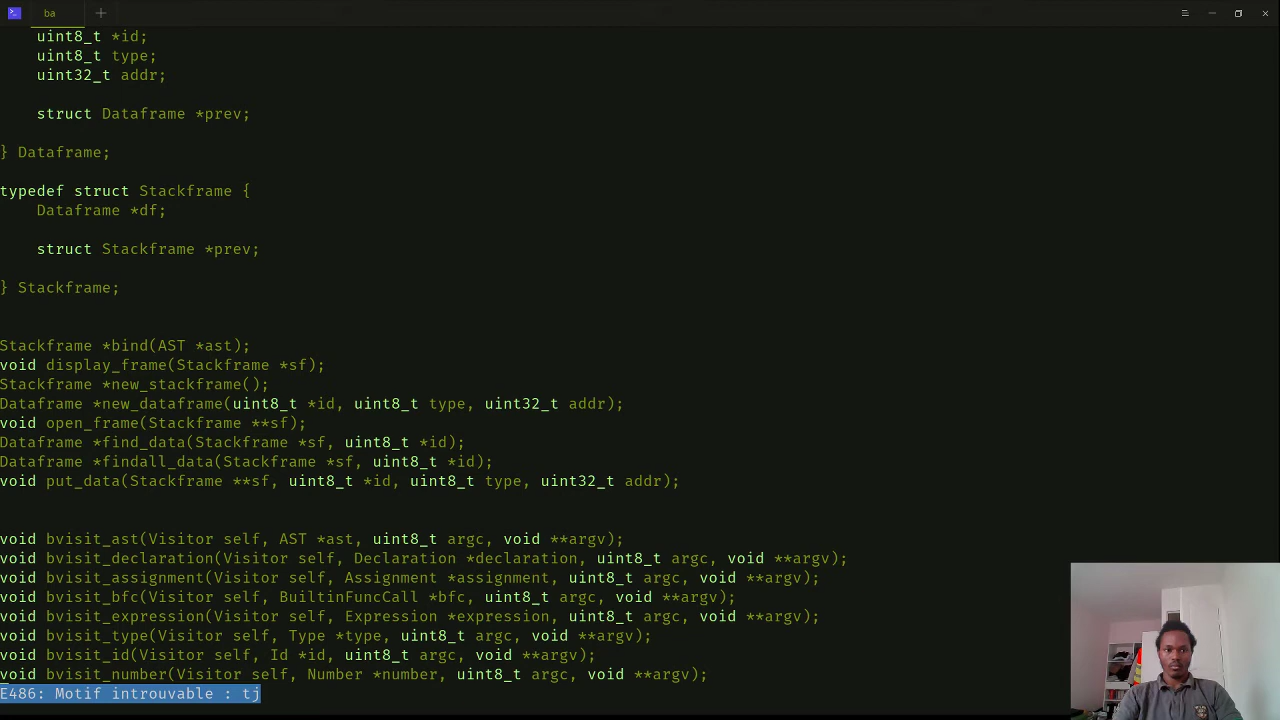 ba
uint8_t *id;
uint8_t type;
uint32_t addr;
struct Dataframe *prev;
} Dataframe;
typedef struct Stackframe {
Dataframe *df;
struct Stackframe *prev;
} Stackframe;
Stackframe *bind(AST *ast);
void display_frame(Stackframe *sf);
Stackframe *new_stackframe();
Dataframe *new_dataframe(uint8_t *id, uint8_t type, uint32_t addr);
void open_frame(Stackframe **sf);
Dataframe *find_data(Stackframe *sf, uint8_t *id);
Dataframe *findall_data(Stackframe *sf, uint8_t *id);
void put_data(Stackframe **sf, uint8_t *id, uint8_t type, uint32_t addr);
void bvisit_ast(Visitor self, AST *ast, uint8_t argc, void **argv);
void bvisit_declaration(Visitor self, Declaration *declaration, uint8_t argc, void **argv);
void bvisit_assignment(Visitor self, Assignment *assignment, uint8_t argc, void **argv);
void bvisit_bfc(Visitor self, BuiltinFuncCall *bfc, uint8_t argc, void **argv);
void bvisit_expression(Visitor self, Expression *expression, uint8_t argc, void **argv);
void bvisit_type(Visitor self, Type *type, uint8_t argc, void **argv);
void bvisit_id(Visitor self, Id *id, uint8_t argc, void **argv);
void bvisit_number(Visitor self, Number *number, uint8_t argc, void **argv);
E486: Motif introuvable : tj